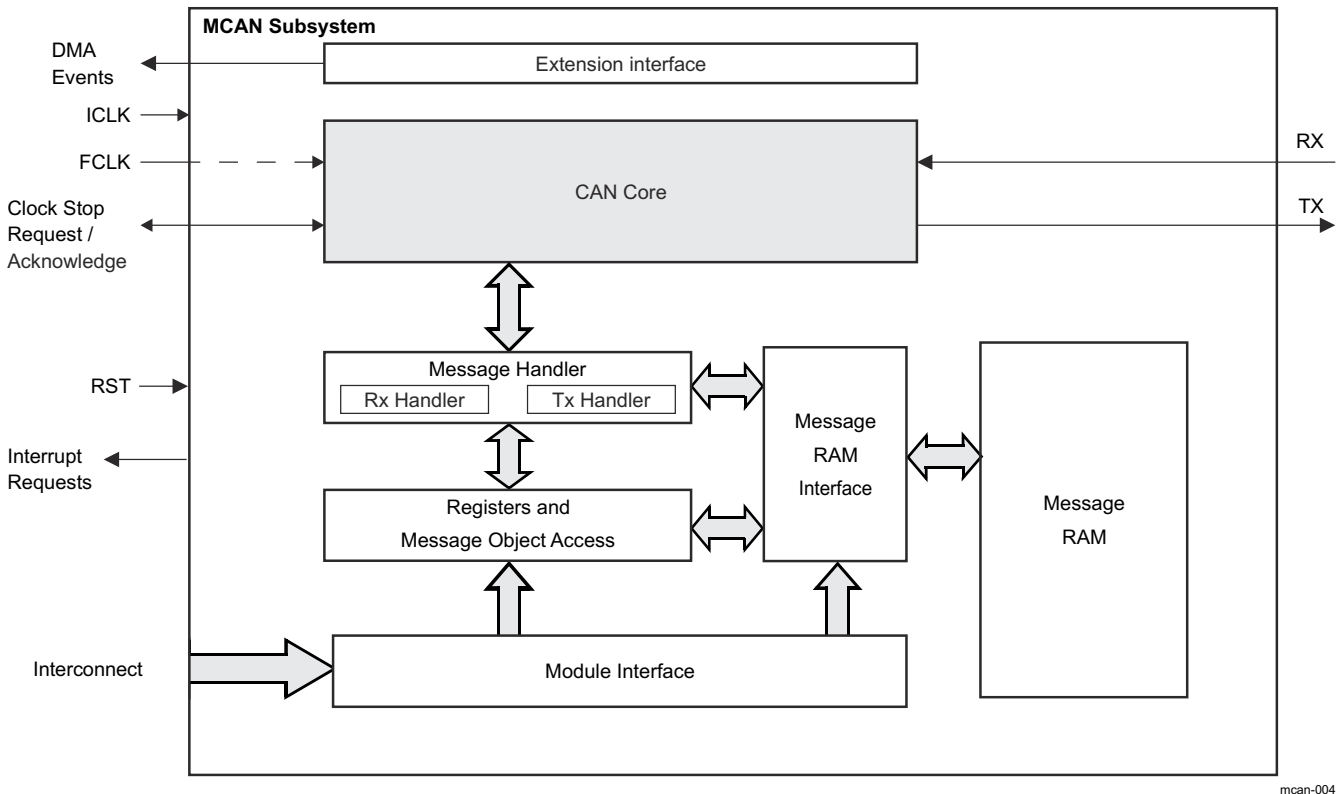 MCAN Subsystem
DMA
Events
Extension interface
ICLK
FCLK
RX
CAN Core
Clock Stop
Request /
Acknowledge
TX
Message Handler
RST
Rx Handler
Tx Handler
Message
RAM
Interface
Interrupt
Requests
Registers and
Message Object Access
Message
RAM
Interconnect
Module Interface
mcan-004